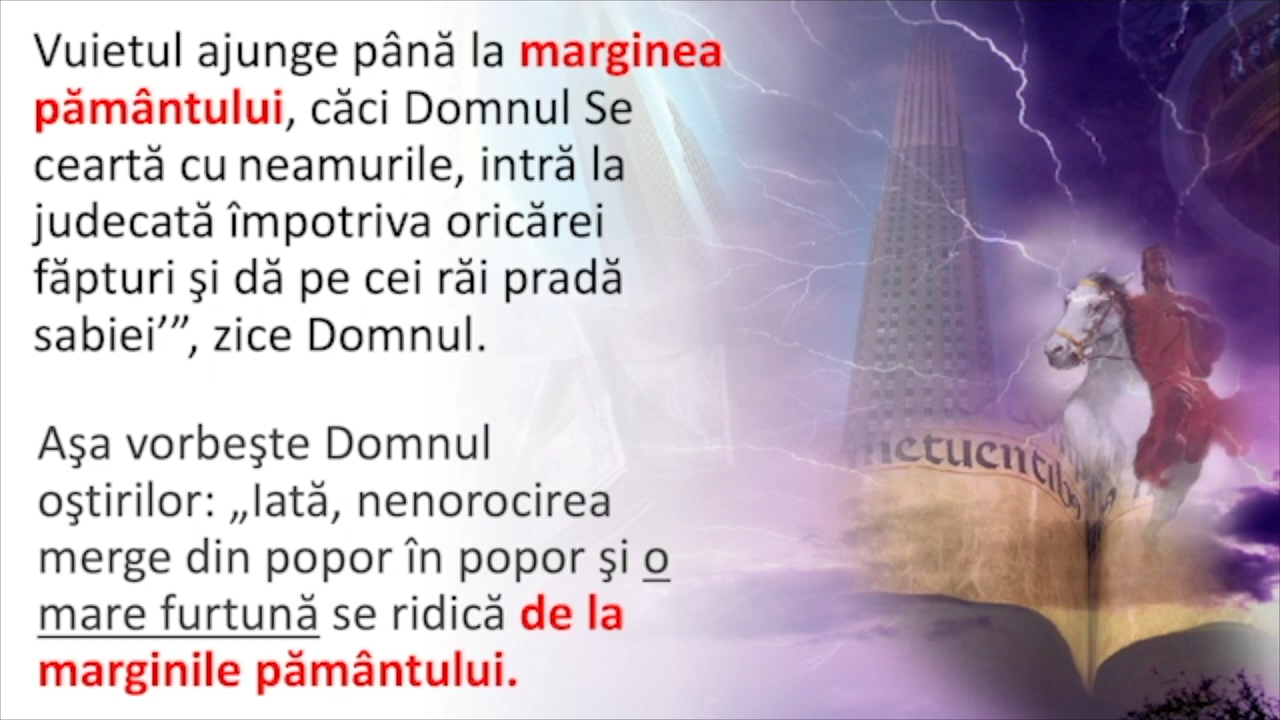 Vuietul ajunge până la marginea
pământului, căci Domnul Se
ceartă cu neamurile, intră la
judecată împotriva oricărei
făpturi şi dă pe cei răi pradă
sabiei’”, zice Domnul.
Aşa vorbeşte Domnul
oştirilor: „Iată, nenorocirea
merge din popor în popor şi o
mare furtună se ridică de la
marginile pământului.